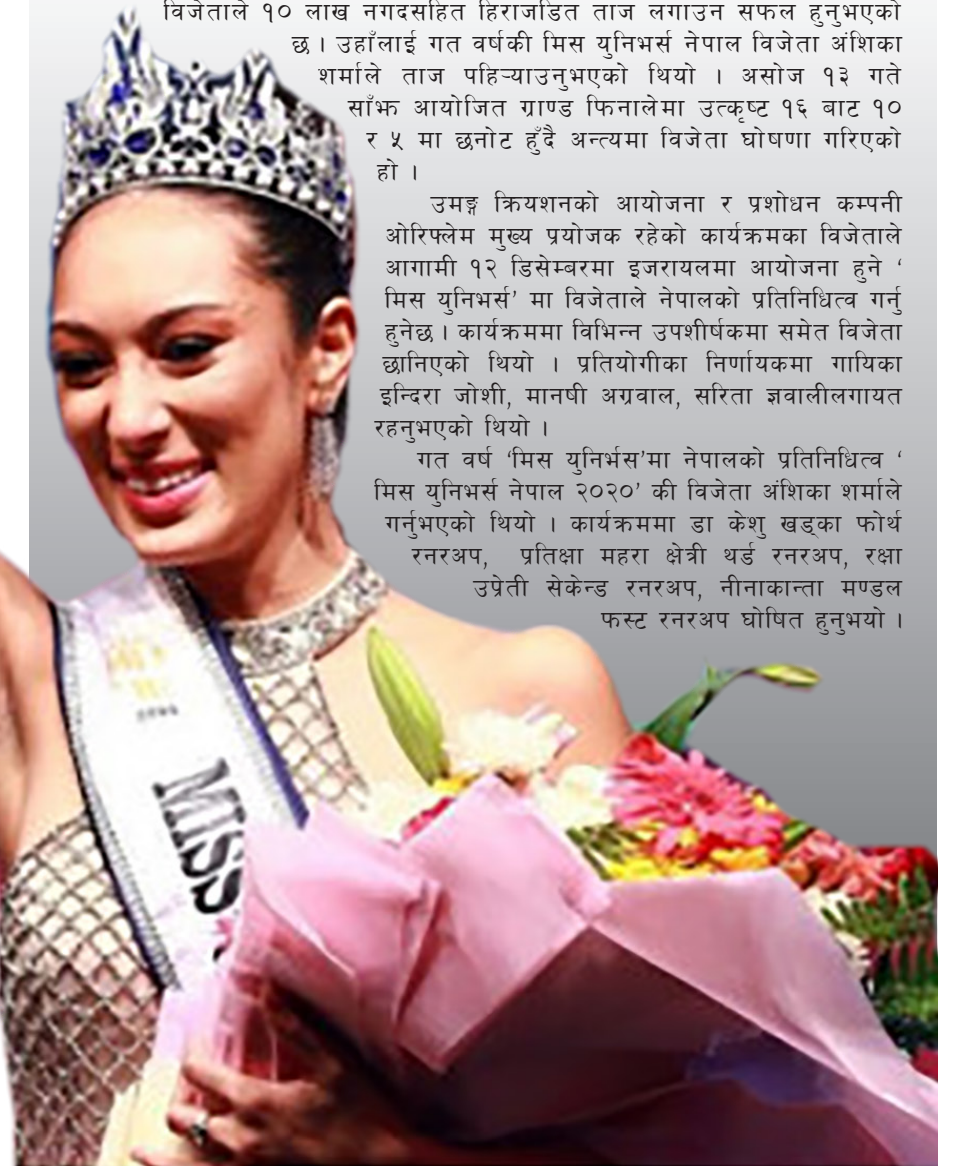 विजेताले १० लाख नगदसहित हिराजडित ताज लगाउन सफल हुनुभएको
छ । उहाँलाई गत वर्षकी मिस युनिभर्स नेपाल विजेता अंशिका
शर्माले ताज पहिऱ्याउनुभएको थियो । असोज १३ गते
साँझ आयोजित ग्राण्ड फिनालेमा उत्कृष्ट १६ बाट १०
र ५ मा छनोट हुँदै अन्त्यमा विजेता घोषणा गरिएको
हो ।
उमङ्ग क्रियशनको आयोजना र प्रशोधन कम्पनी
ओरिफ्लेम मुख्य प्रयोजक रहेको कार्यक्रमका विजेताले
आगामी १२ डिसेम्बरमा इजरायलमा आयोजना हुने ‘
मिस युनिभर्स’ मा विजेताले नेपालको प्रतिनिधित्व गर्नु
हुनेछ । कार्यक्रममा विभिन्न उपशीर्षकमा समेत विजेता
छानिएको थियो । प्रतियोगीका निर्णायकमा गायिका
इन्दिरा जोशी, मानषी अग्रवाल, सरिता ज्ञवालीलगायत
रहनुभएको थियो ।
गत वर्ष ‘मिस युनिर्भस’मा नेपालको प्रतिनिधित्व ‘
मिस युनिभर्स नेपाल २०२०’ की विजेता अंशिका शर्माले
गर्नुभएको थियो । कार्यक्रममा डा केशु खड्का फोर्थ
रनरअप, प्रतिक्षा महरा क्षेत्री थर्ड रनरअप, रक्षा
उप्रेती सेकेन्ड रनरअप, नीनाकान्ता मण्डल
फस्ट रनरअप घोषित हुनुभयो ।
MISS